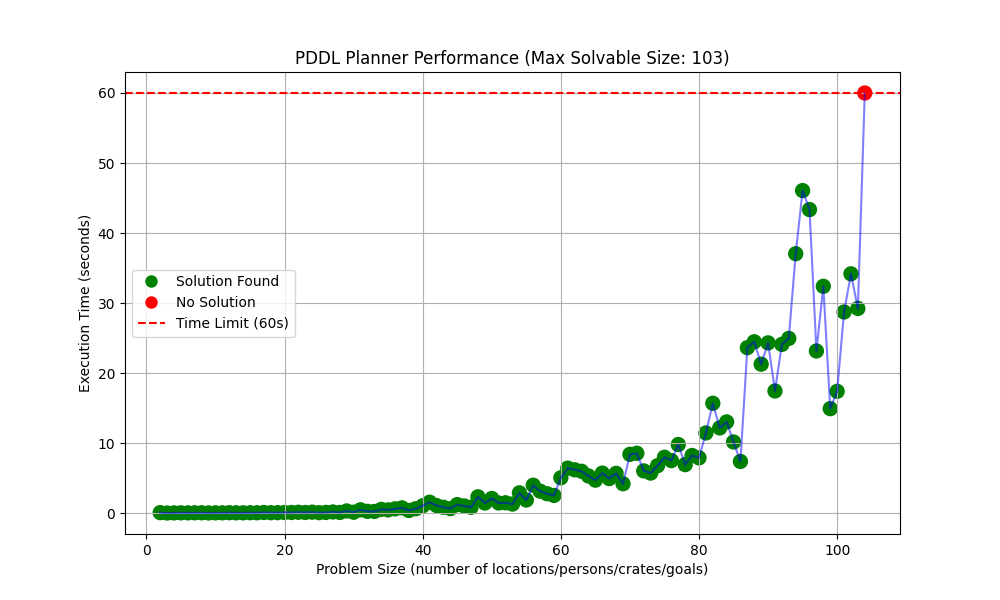 PDDL Planner Performance (Max Solvable Size: 103)
Execution Time (seconds)
60
50
40
30
20
10
0
Solution Found
No Solution
Time Limit (60s)
0 20 40 60 80 100
Problem Size (number of locations/persons/crates/goals)